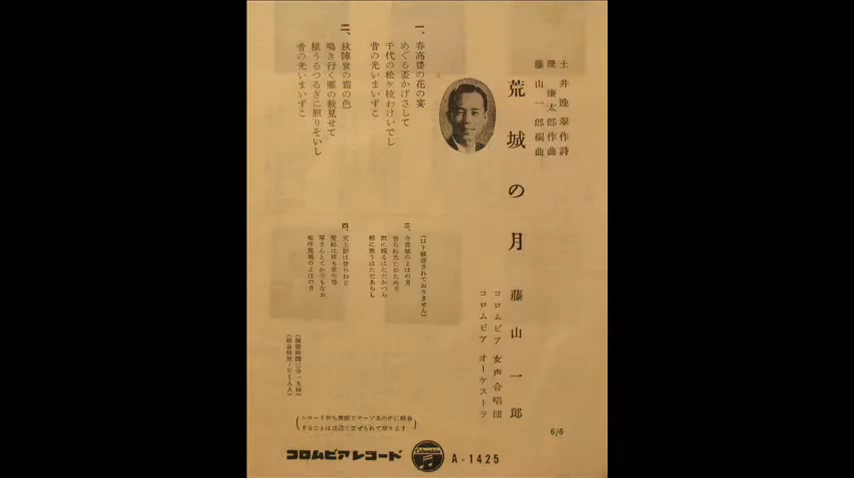 土井晩翠作詩
滝廉太郎作曲
藤山一郎編曲
荒城の月
藤山一郎
コロムビア女声合唱団
コロムビア オーケストラ
一、春高楼の花の宴
めぐる盃かげさして
千代の松ヶ枝わけいでし
昔の光いまいずこ
二、秋陣営の霜の色
鳴き行く雁の数見せて
植うるつるぎに照りそいし
昔の光いまいずこ
(以下録音されておりません)
三、今荒城のよはの月
替らぬ光たがためぞ
垣に残るはただかつら
松に歌うはただあらし
四、天上影は替らねど
栄枯は移る世の姿
写さんとてか今もなお
嗚呼荒城のよはの月
6/6
コロムビアレコード
Columbia
A-1425